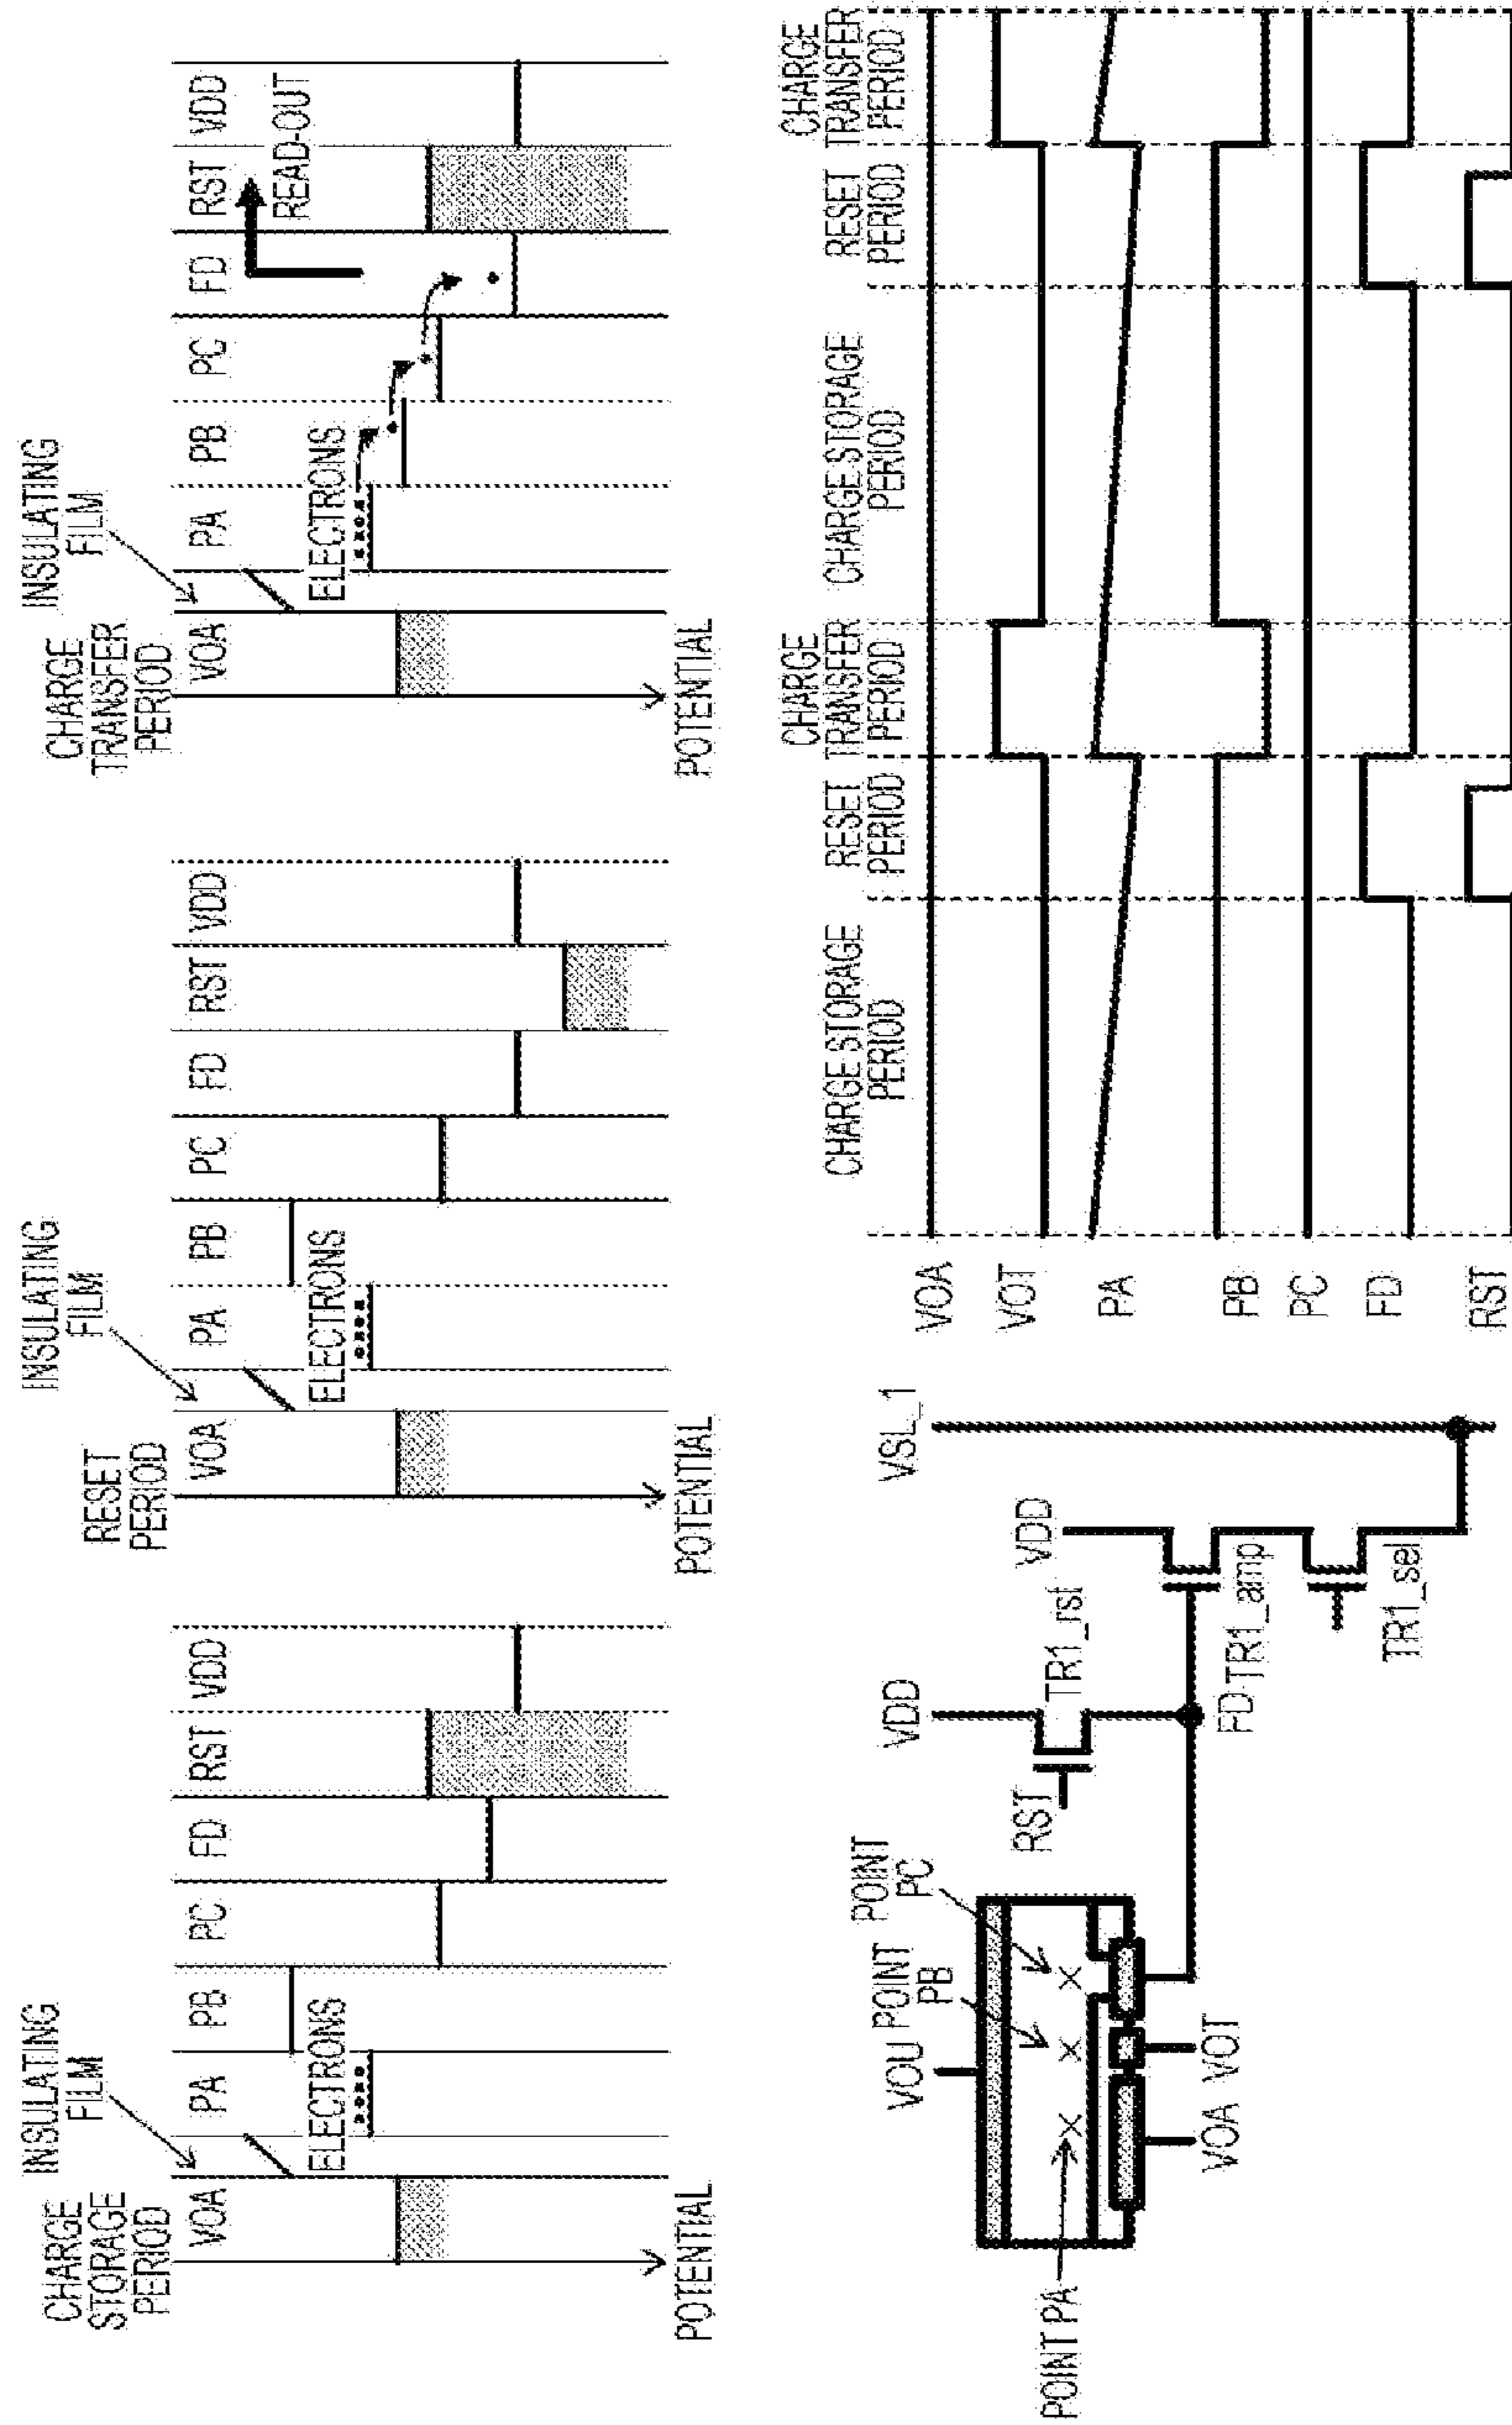 CHARGE
STORAGE
PERIOD
INSULATING
FILM
VOA
PA
PB
PC
FD
RST
VDD
ELECTRONS
POTENTIAL
RESET
PERIOD
INSULATING
FILM
VOA
PA
PB
PC
FD
RST
VDD
ELECTRONS
POTENTIAL
CHARGE
TRANSFER
PERIOD
INSULATING
FILM
VOA
PA
PB
PC
FD
RST
VDD
ELECTRONS
READ-OUT
POTENTIAL
POINT PA
VOU
POINT
PB
POINT
PC
VOA
VOT
RST
VDD
TR1_rst
FD
VDD
TR1_amp
TR1_sel
VSL_1
CHARGE STORAGE
PERIOD
RESET
PERIOD
CHARGE
TRANSFER
PERIOD
CHARGE STORAGE
PERIOD
RESET
PERIOD
CHARGE
TRANSFER
PERIOD
VOA
VOT
PA
PB
PC
FD
RST